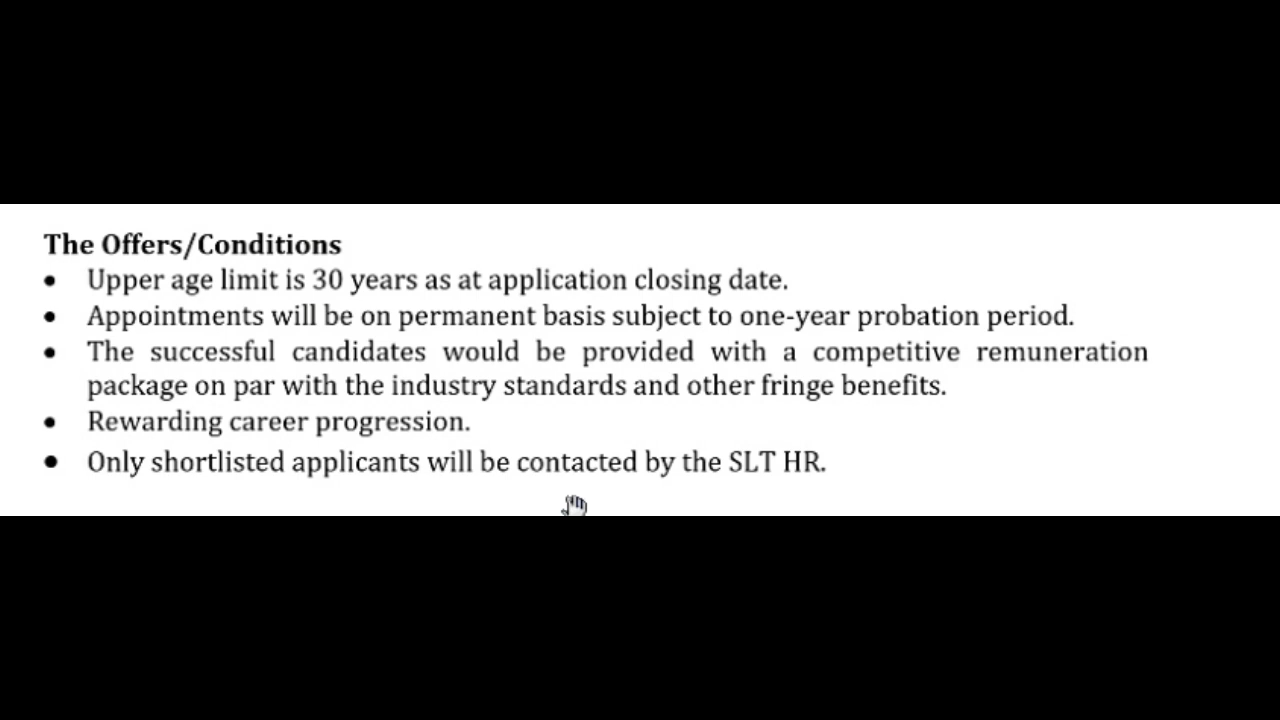 The Offers/Conditions
• Upper age limit is 30 years as at application closing date.
• Appointments will be on permanent basis subject to one-year probation period.
• The successful candidates would be provided with a competitive remuneration
package on par with the industry standards and other fringe benefits.
• Rewarding career progression.
• Only shortlisted applicants will be contacted by the SLT HR.